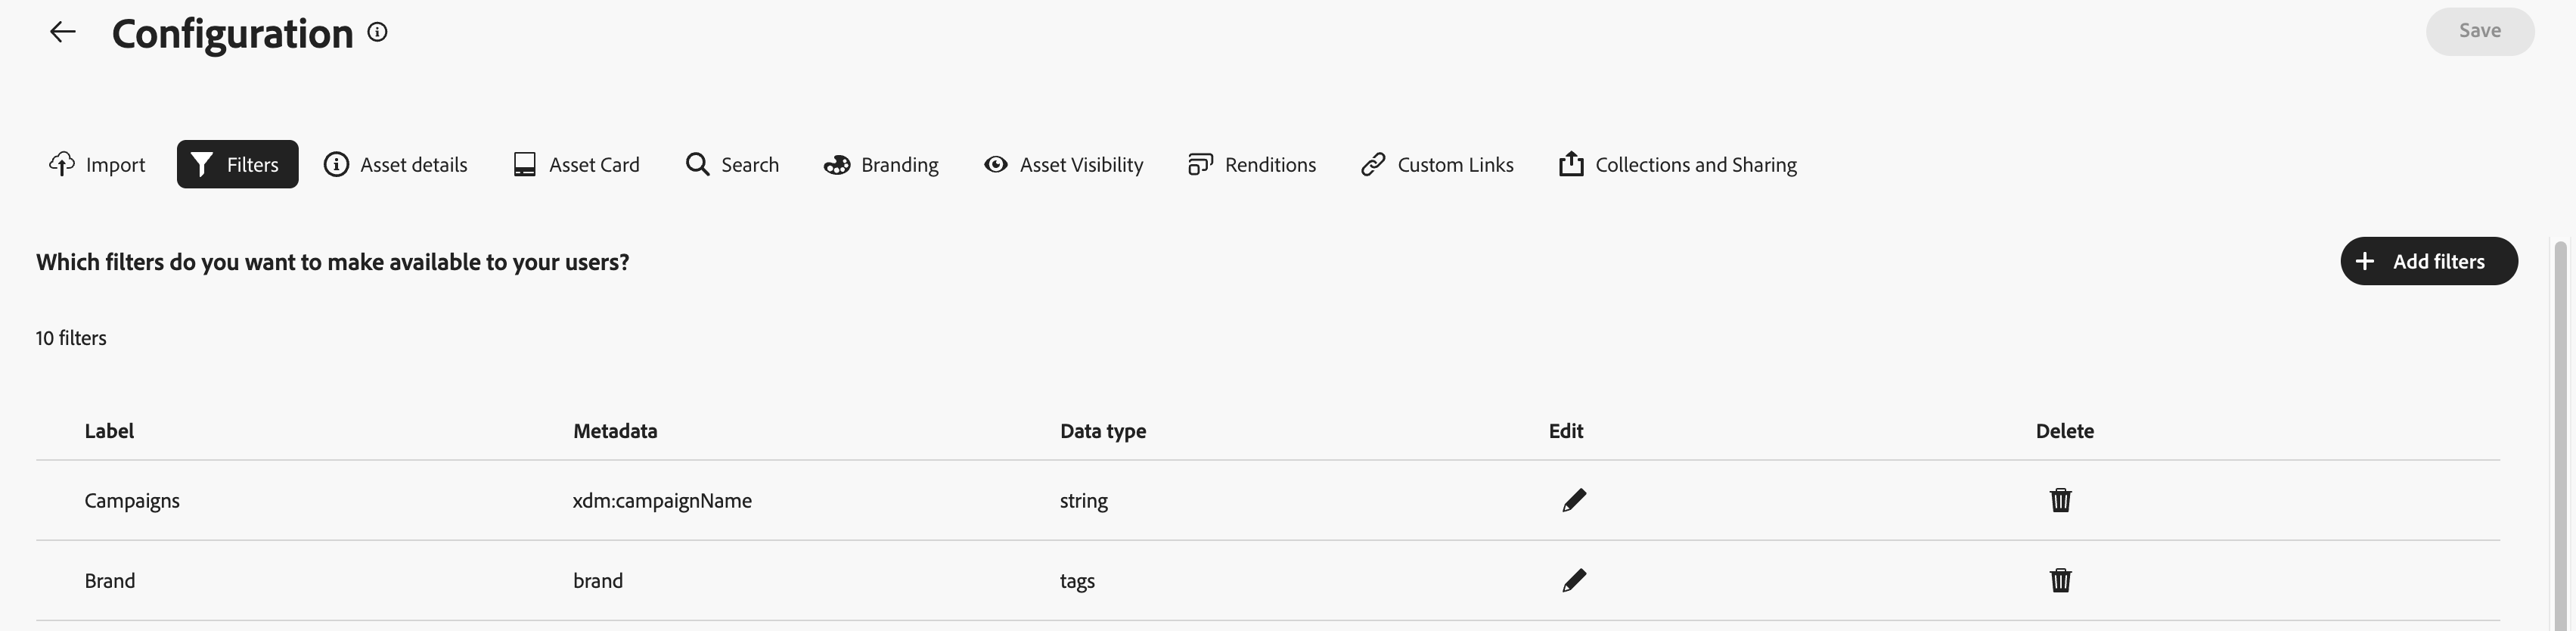 Configuration
Save
Import Filters Asset details Asset Card Search Branding Asset Visibility Renditions Custom Links Collections and Sharing
Which filters do you want to make available to your users?
Add filters
10 filters
Label Metadata Data type Edit Delete
Campaigns xdm:campaignName string
Brand brand tags